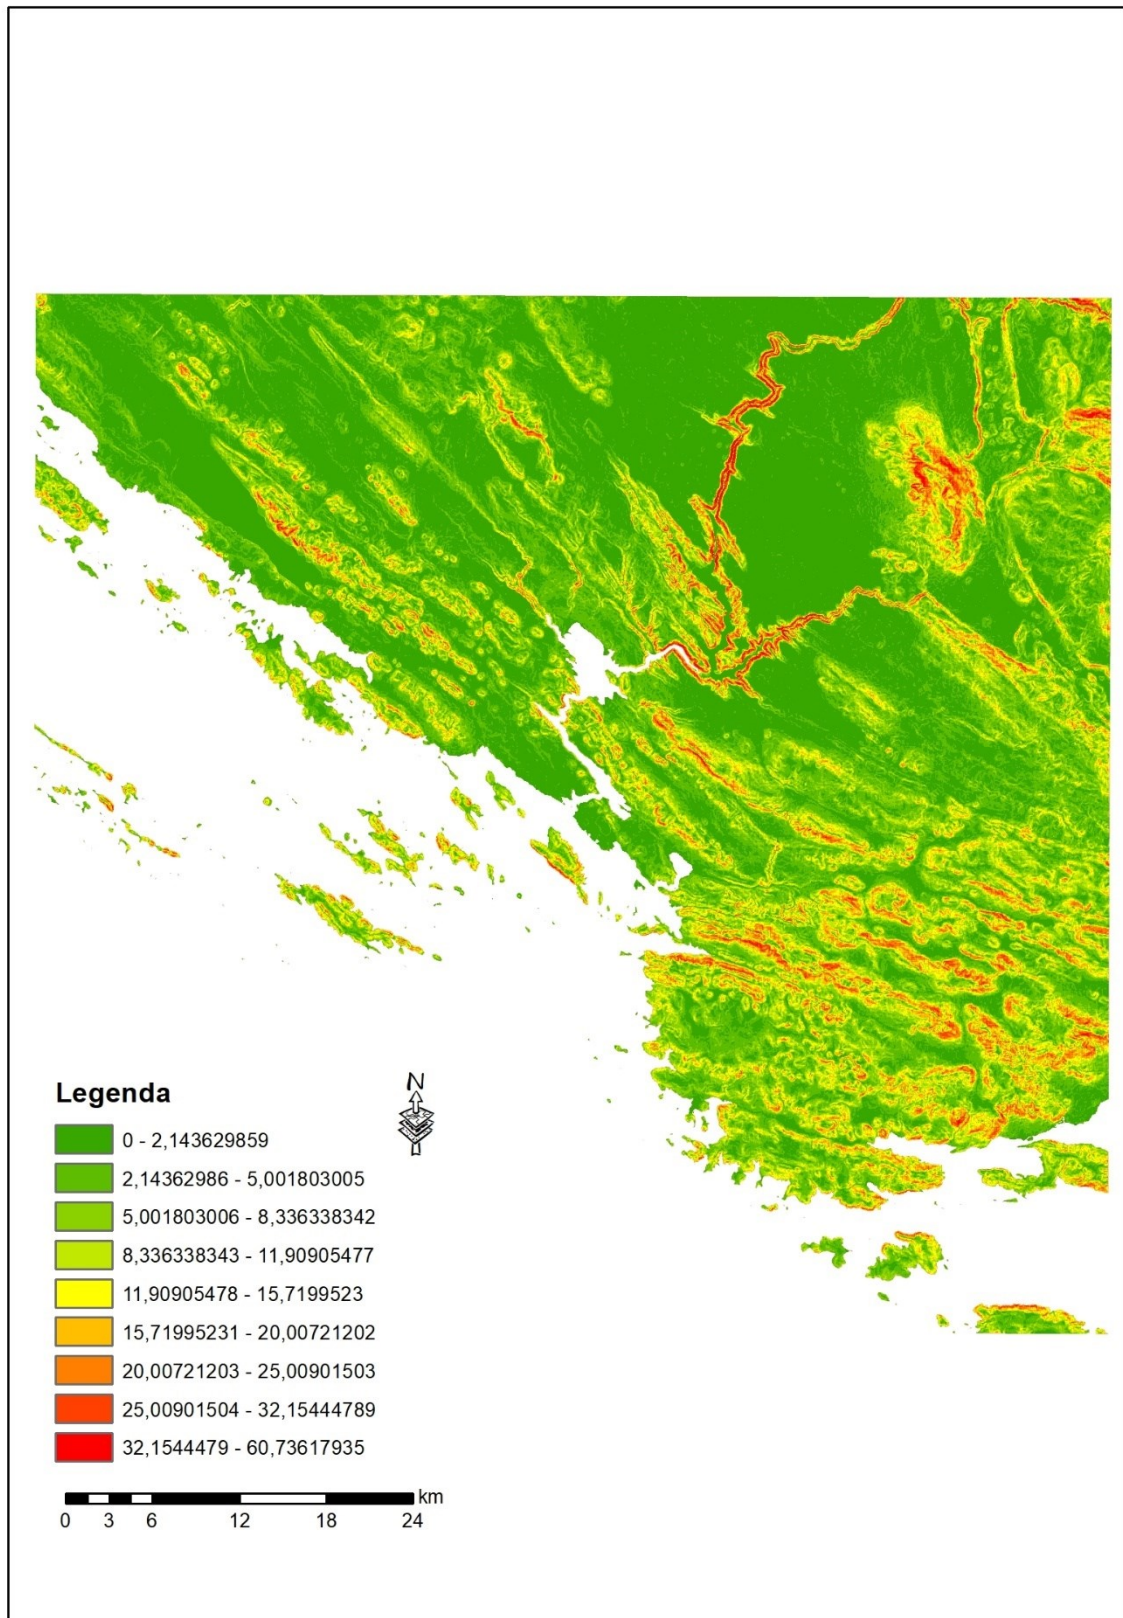 Legenda
N
0 - 2,143629859
2,14362986 - 5,001803005
5,001803006 - 8,336338342
8,336338343 - 11,90905477
11,90905478 - 15,7199523
15,71995231 - 20,00721202
20,00721203 - 25,00901503
25,00901504 - 32,15444789
32,1544479 - 60,73617935
km
0 3 6 12 18 24